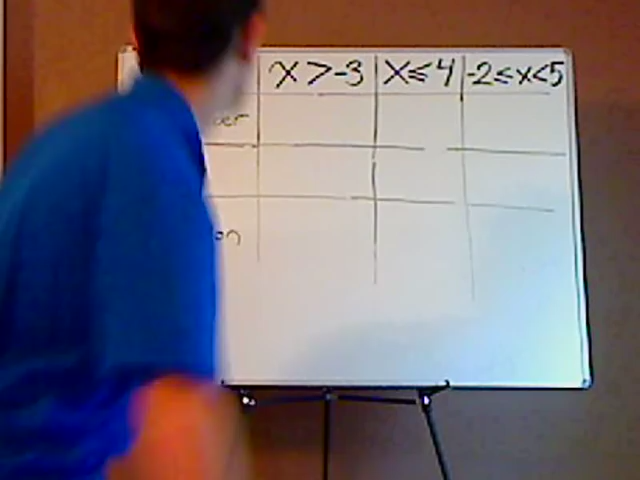 x > -3 x ≤ 4 -2 ≤ x < 5